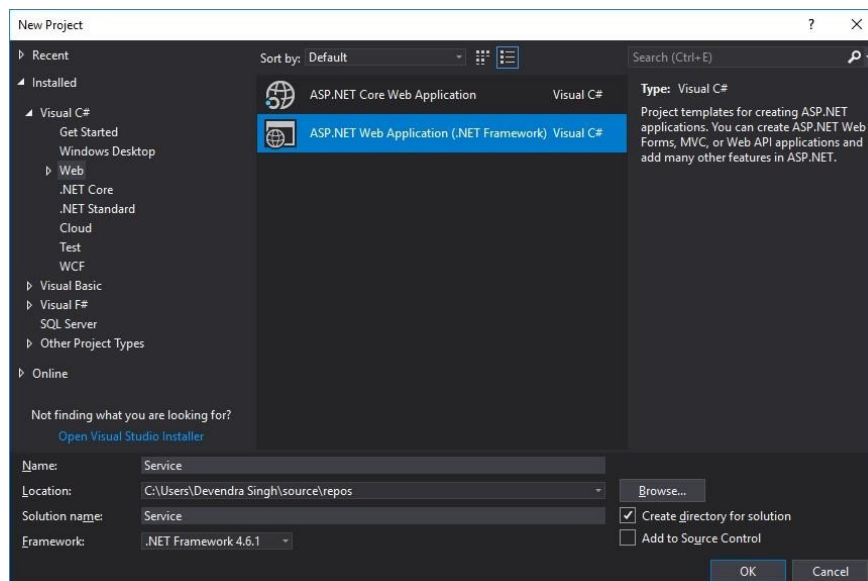 New Project
? ×
Recent
Installed
Visual C#
Get Started
Windows Desktop
Web
.NET Core
.NET Standard
Cloud
Test
WCF
Visual Basic
Visual F#
SQL Server
Other Project Types
Online
Not finding what you are looking for?
Open Visual Studio Installer
Sort by: Default
ASP.NET Core Web Application Visual C#
ASP.NET Web Application (.NET Framework) Visual C#
Search (Ctrl+E)
Type: Visual C#
Project templates for creating ASP.NET
applications. You can create ASP.NET Web
Forms, MVC, or Web API applications and
add many other features in ASP.NET.
Name: Service
Location: C:\Users\Devendra Singh\source\repos
Browse...
Solution name: Service
Create directory for solution
Framework: .NET Framework 4.6.1
Add to Source Control
OK Cancel